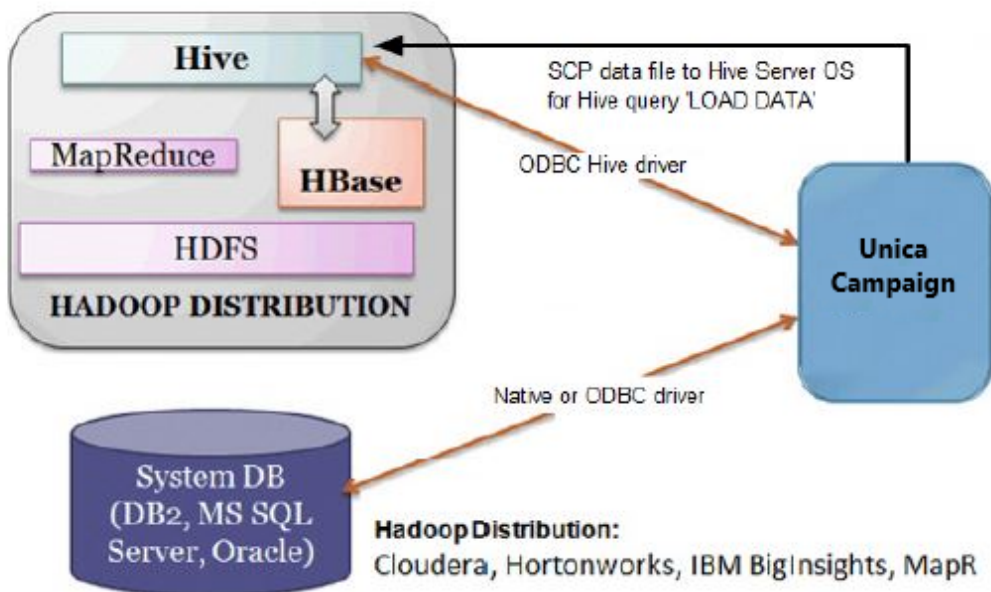 Hive
SCP data file to Hive Server OS
for Hive query 'LOAD DATA'
MapReduce
ODBC Hive driver
HBase
HDFS
Unica
Campaign
HADOOP DISTRIBUTION
Native or ODBC driver
System DB
(DB2, MS SQL
Server, Oracle)
Hadoop Distribution:
Cloudera, Hortonworks, IBM BigInsights, MapR